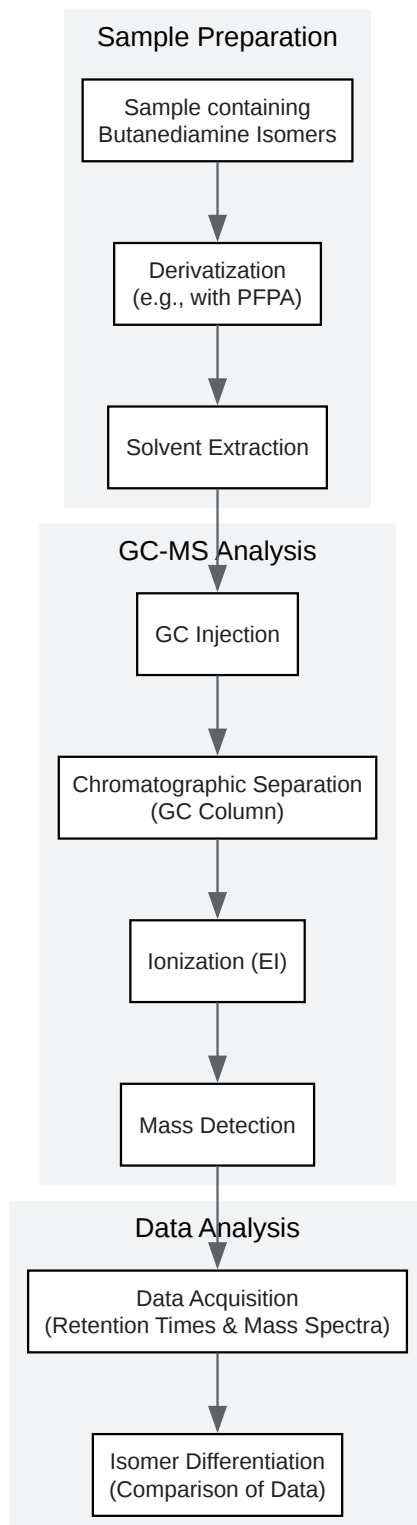 Sample Preparation
Sample containing
Butanediamine Isomers
Derivatization
(e.g., with PFPA)
Solvent Extraction
GC-MS Analysis
GC Injection
Chromatographic Separation
(GC Column)
Ionization (EI)
Mass Detection
Data Analysis
Data Acquisition
(Retention Times & Mass Spectra)
Isomer Differentiation
(Comparison of Data)